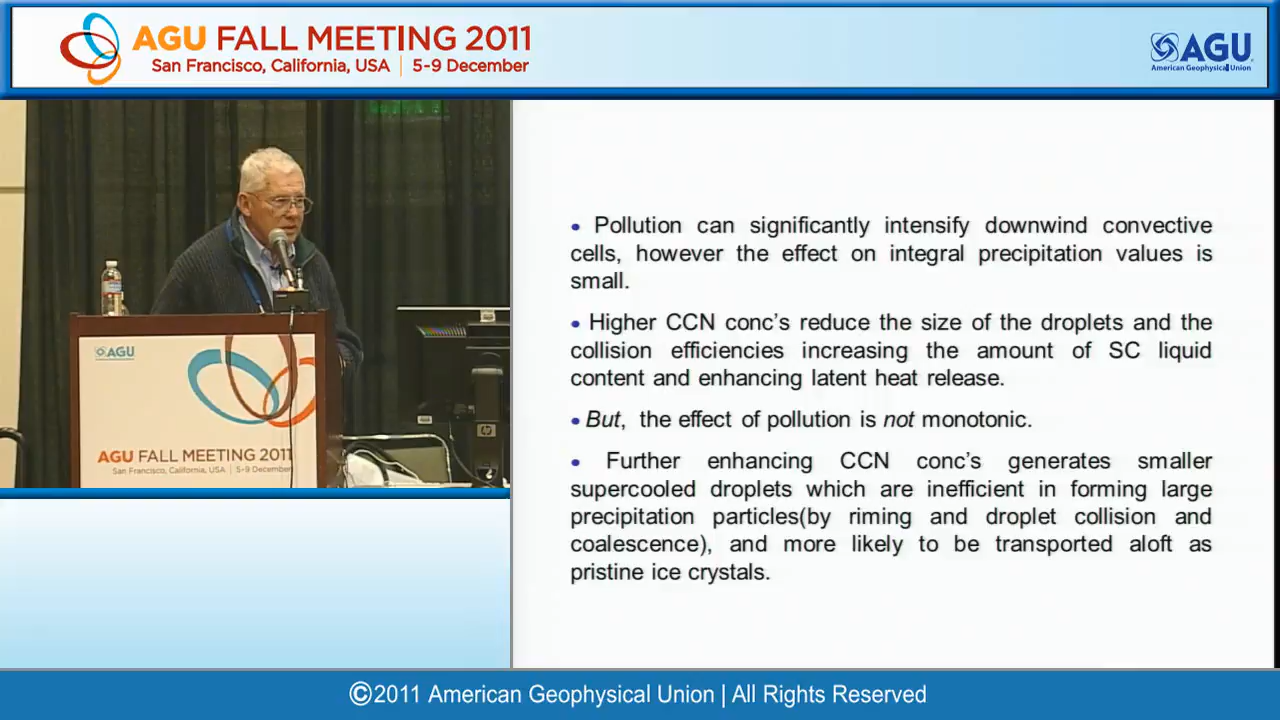 AGU FALL MEETING 2011
San Francisco, California, USA | 5-9 December
AGU
American Geophysical Union
• Pollution can significantly intensify downwind convective
cells, however the effect on integral precipitation values is
small.
• Higher CCN conc's reduce the size of the droplets and the
collision efficiencies increasing the amount of SC liquid
content and enhancing latent heat release.
• But, the effect of pollution is not monotonic.
• Further enhancing CCN conc's generates smaller
supercooled droplets which are inefficient in forming large
precipitation particles(by riming and droplet collision and
coalescence), and more likely to be transported aloft as
pristine ice crystals.
AGU
AGU FALL MEETING 2011
San Francisco, California, USA | 5-9 December
hp
©2011 American Geophysical Union | All Rights Reserved